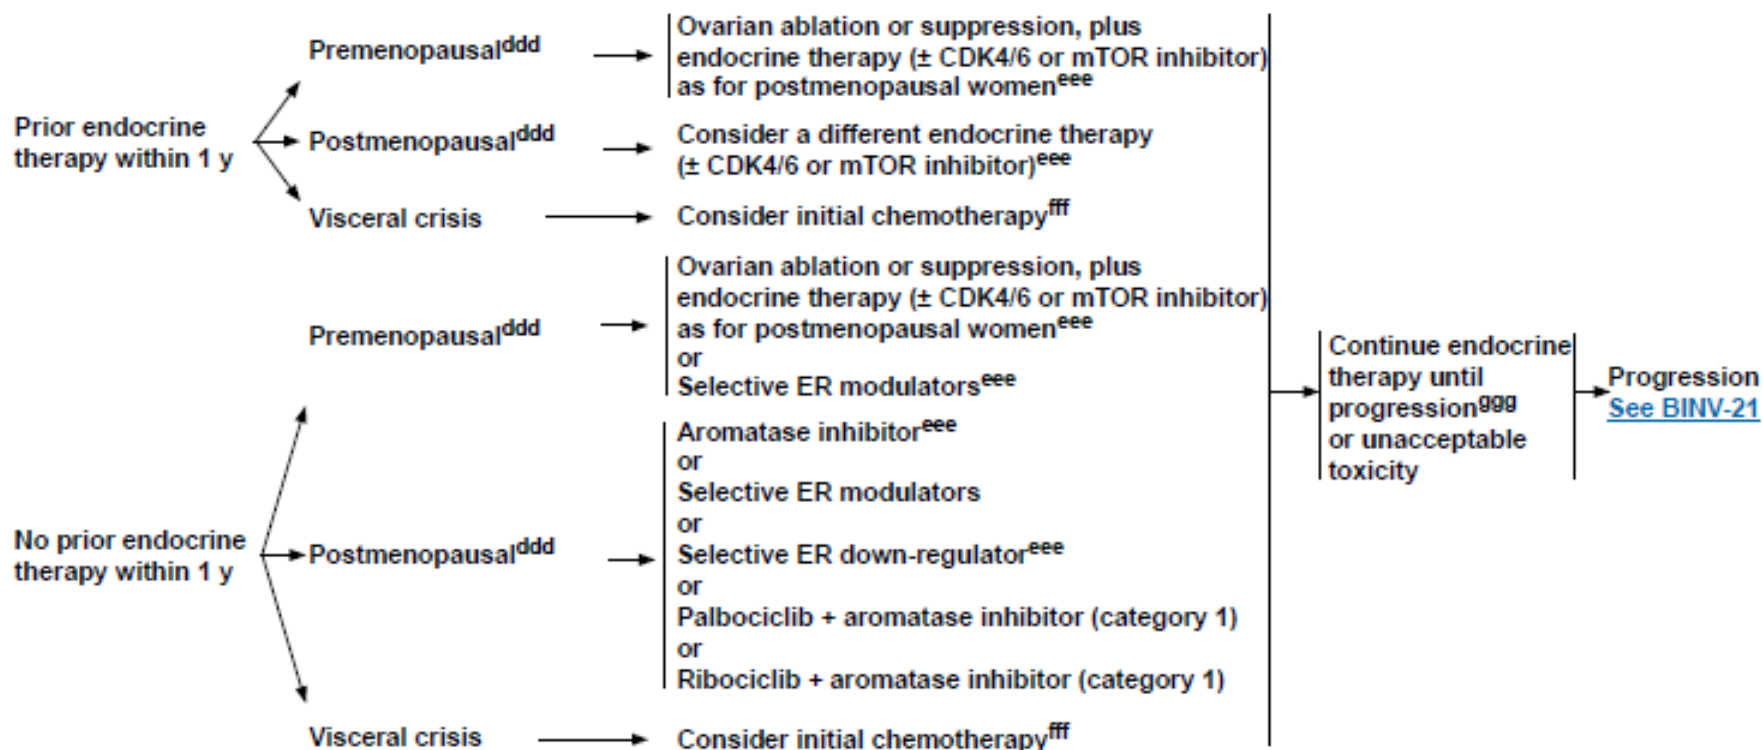 Prior endocrine
therapy within 1 y
Premenopausalddd
Ovarian ablation or suppression, plus
endocrine therapy (± CDK4/6 or mTOR inhibitor)
as for postmenopausal womeneee
Postmenopausalddd
Consider a different endocrine therapy
(± CDK4/6 or mTOR inhibitor)eee
Visceral crisis
Consider initial chemotherapyfff
No prior endocrine
therapy within 1 y
Premenopausalddd
Ovarian ablation or suppression, plus
endocrine therapy (± CDK4/6 or mTOR inhibitor)
as for postmenopausal womeneee
or
Selective ER modulatorseee
Postmenopausalddd
Aromatase inhibitoreee
or
Selective ER modulators
or
Selective ER down-regulatoreee
or
Palbociclib + aromatase inhibitor (category 1)
or
Ribociclib + aromatase inhibitor (category 1)
Visceral crisis
Consider initial chemotherapyfff
Continue endocrine
therapy until
progressionggg
or unacceptable
toxicity
Progression
See BINV-21